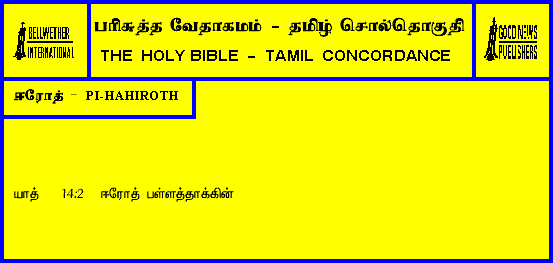 BELLWETHER
INTERNATIONAL
பரிசுத்த வேதாகமம் - தமிழ் சொல்தொகுதி
THE HOLY BIBLE - TAMIL CONCORDANCE
GOOD NEWS
PUBLISHERS
ஈரோத் - PI-HAHIROTH
யாத் 14:2 ஈரோத் பள்ளத்தாக்கின்